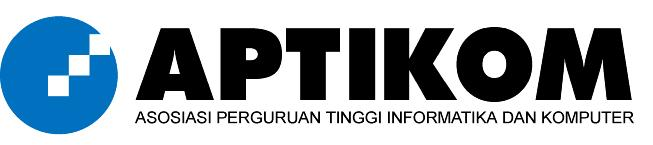 APTIKOM
ASOSIASI PERGURUAN TINGGI INFORMATIKA DAN KOMPUTER